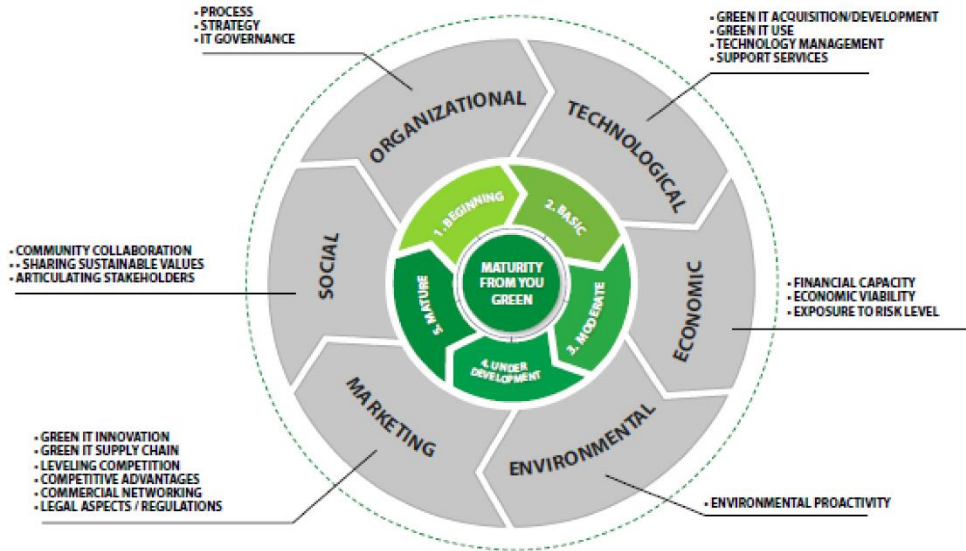 ▪ PROCESS
▪ STRATEGY
▪ IT GOVERNANCE
▪ GREEN IT ACQUISITION/DEVELOPMENT
▪ GREEN IT USE
▪ TECHNOLOGY MANAGEMENT
▪ SUPPORT SERVICES
ORGANIZATIONAL
TECHNOLOGICAL
1. BEGINNING
2. BASIC
▪ COMMUNITY COLLABORATION
▪ ▪ SHARING SUSTAINABLE VALUES
▪ ARTICULATING STAKEHOLDERS
SOCIAL
5. MATURE
MATURITY
FROM YOU
GREEN
3. MODERATE
ECONOMIC
▪ FINANCIAL CAPACITY
▪ ECONOMIC VIABILITY
▪ EXPOSURE TO RISK LEVEL
4. UNDER
DEVELOPMENT
MARKETING
ENVIRONMENTAL
▪ GREEN IT INNOVATION
▪ GREEN IT SUPPLY CHAIN
▪ LEVELING COMPETITION
▪ COMPETITIVE ADVANTAGES
▪ COMMERCIAL NETWORKING
▪ LEGAL ASPECTS / REGULATIONS
▪ ENVIRONMENTAL PROACTIVITY